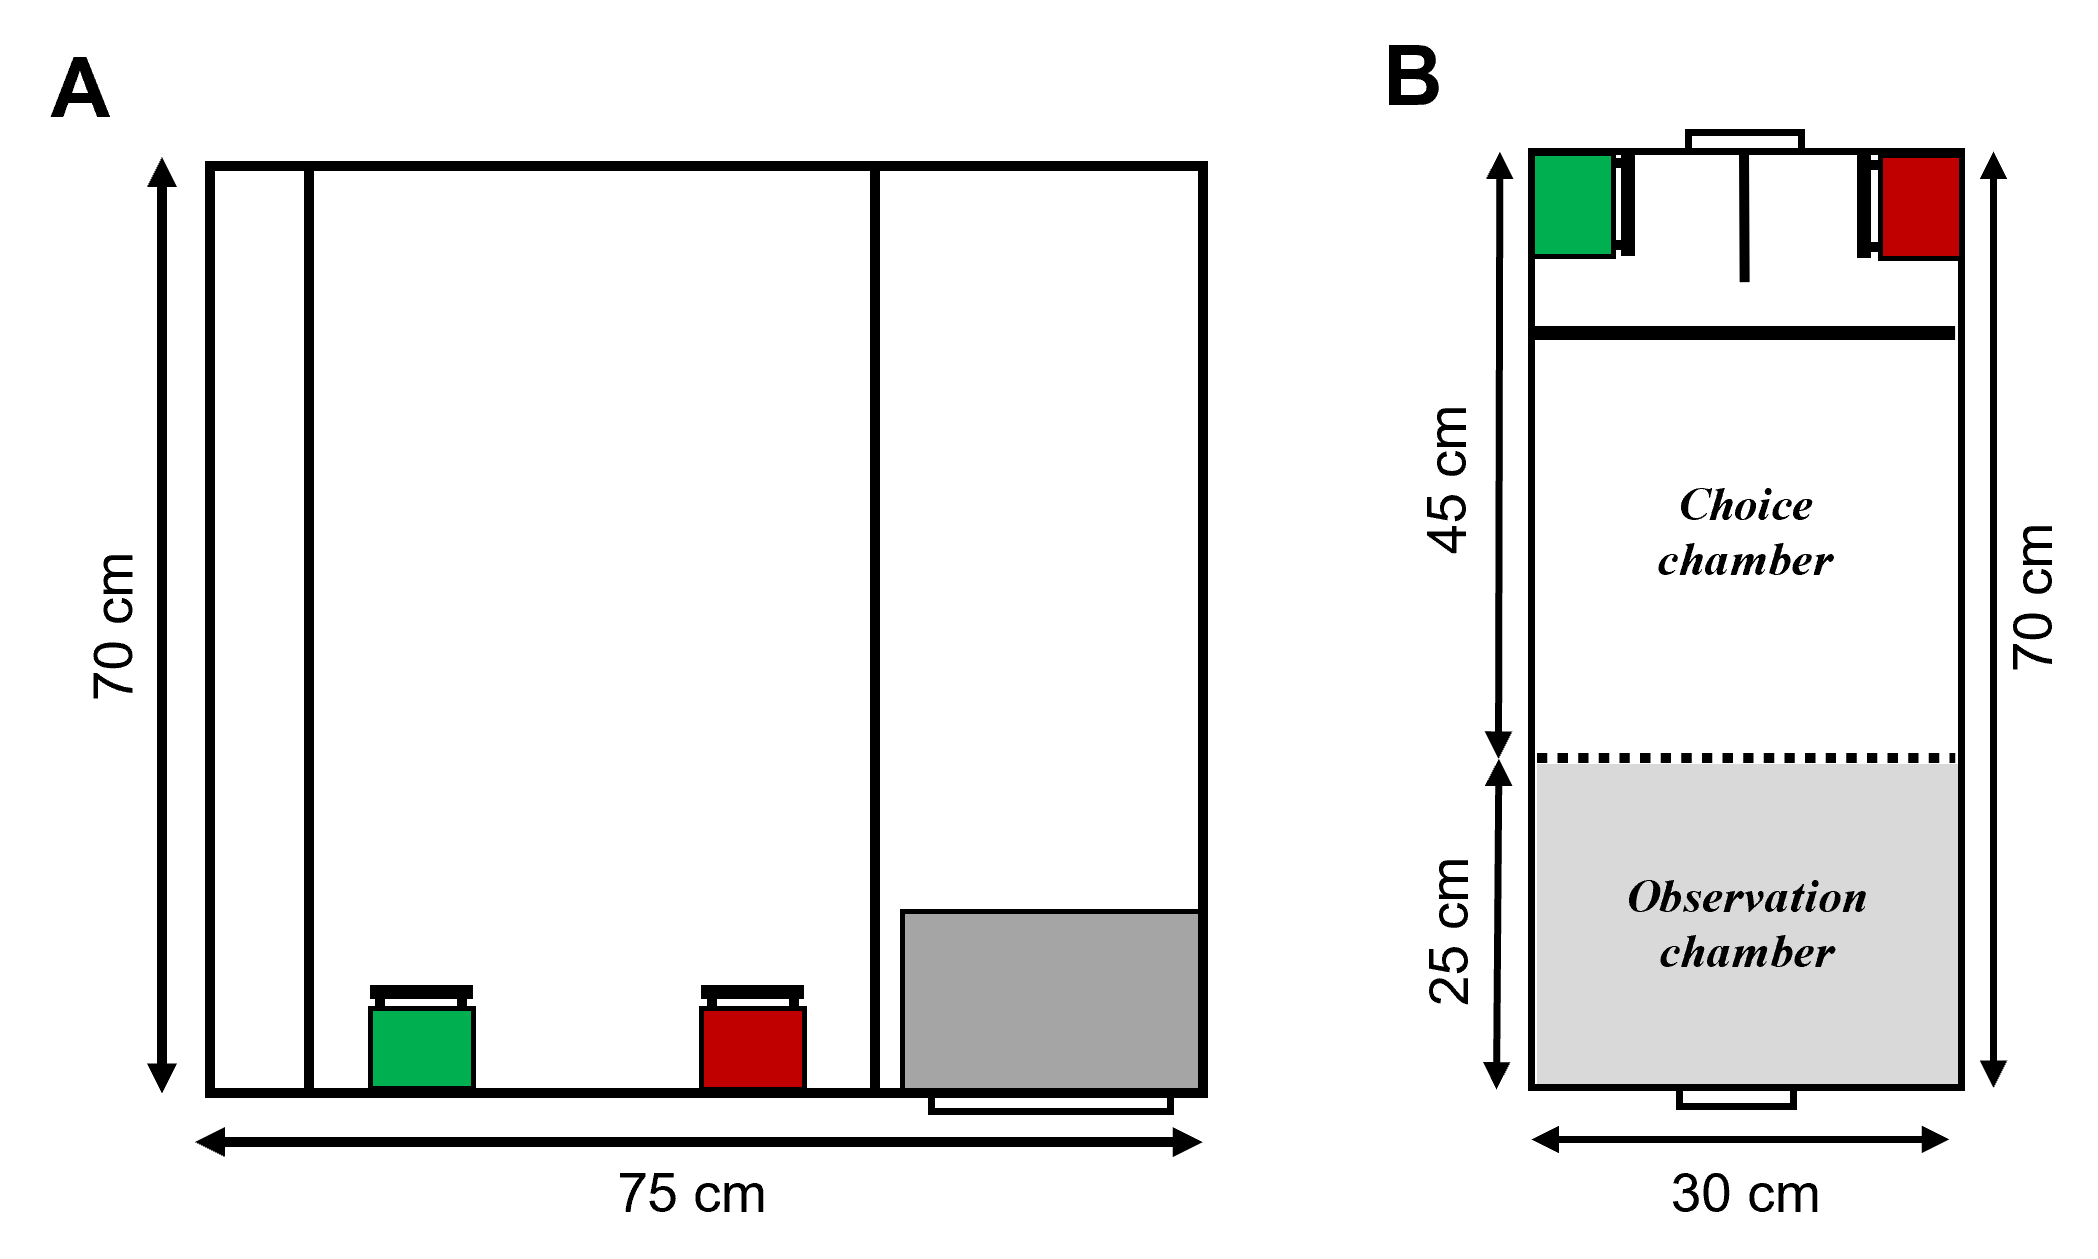 A
70 cm
75 cm
B
45 cm
25 cm
Choice
chamber
Observation
chamber
70 cm
30 cm